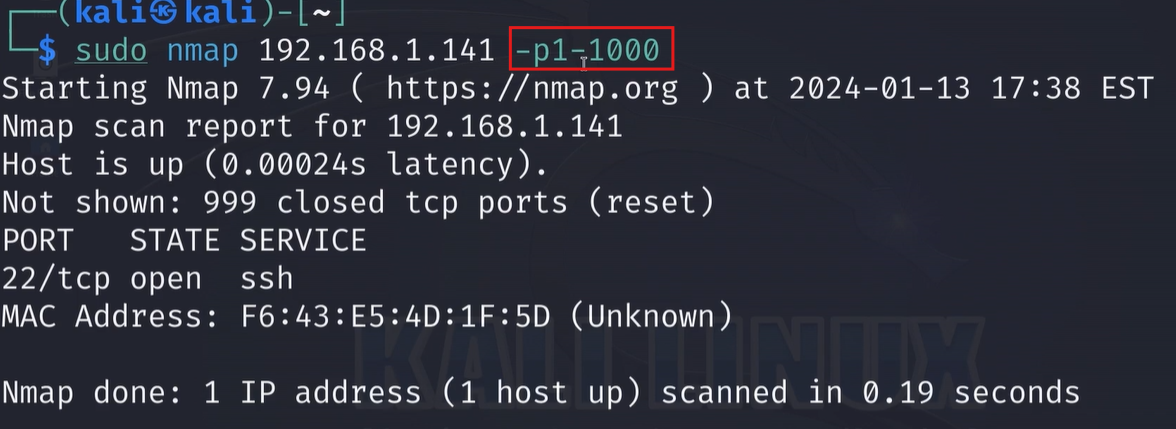 (kali㉿kali)-[~]
$ sudo nmap 192.168.1.141 -p1-1000
Starting Nmap 7.94 ( https://nmap.org ) at 2024-01-13 17:38 EST
Nmap scan report for 192.168.1.141
Host is up (0.00024s latency).
Not shown: 999 closed tcp ports (reset)
PORT   STATE SERVICE
22/tcp open  ssh
MAC Address: F6:43:E5:4D:1F:5D (Unknown)
KALI LINUX
Nmap done: 1 IP address (1 host up) scanned in 0.19 seconds